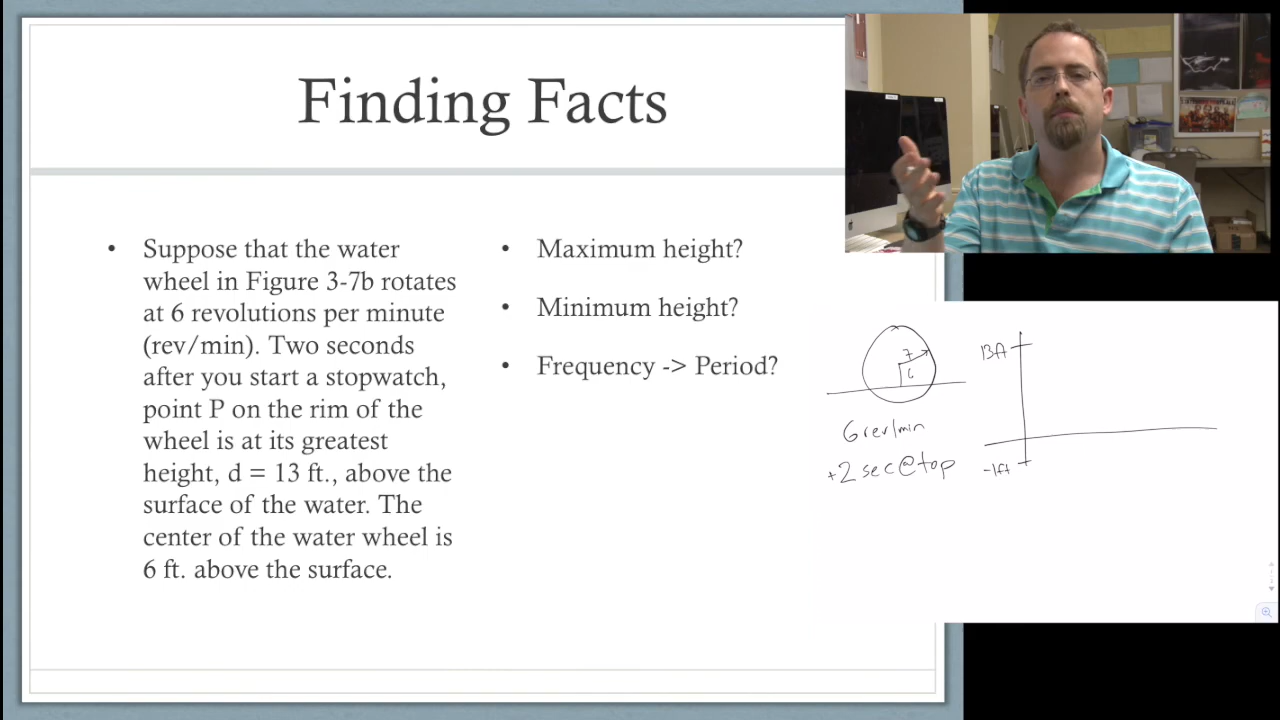 Finding Facts
• Suppose that the water
wheel in Figure 3-7b rotates
at 6 revolutions per minute
(rev/min). Two seconds
after you start a stopwatch,
point P on the rim of the
wheel is at its greatest
height, d = 13 ft., above the
surface of the water. The
center of the water wheel is
6 ft. above the surface.
• Maximum height?
• Minimum height?
• Frequency -> Period?
7
6
6 rev/min
+2 sec@top
13ft
-1ft